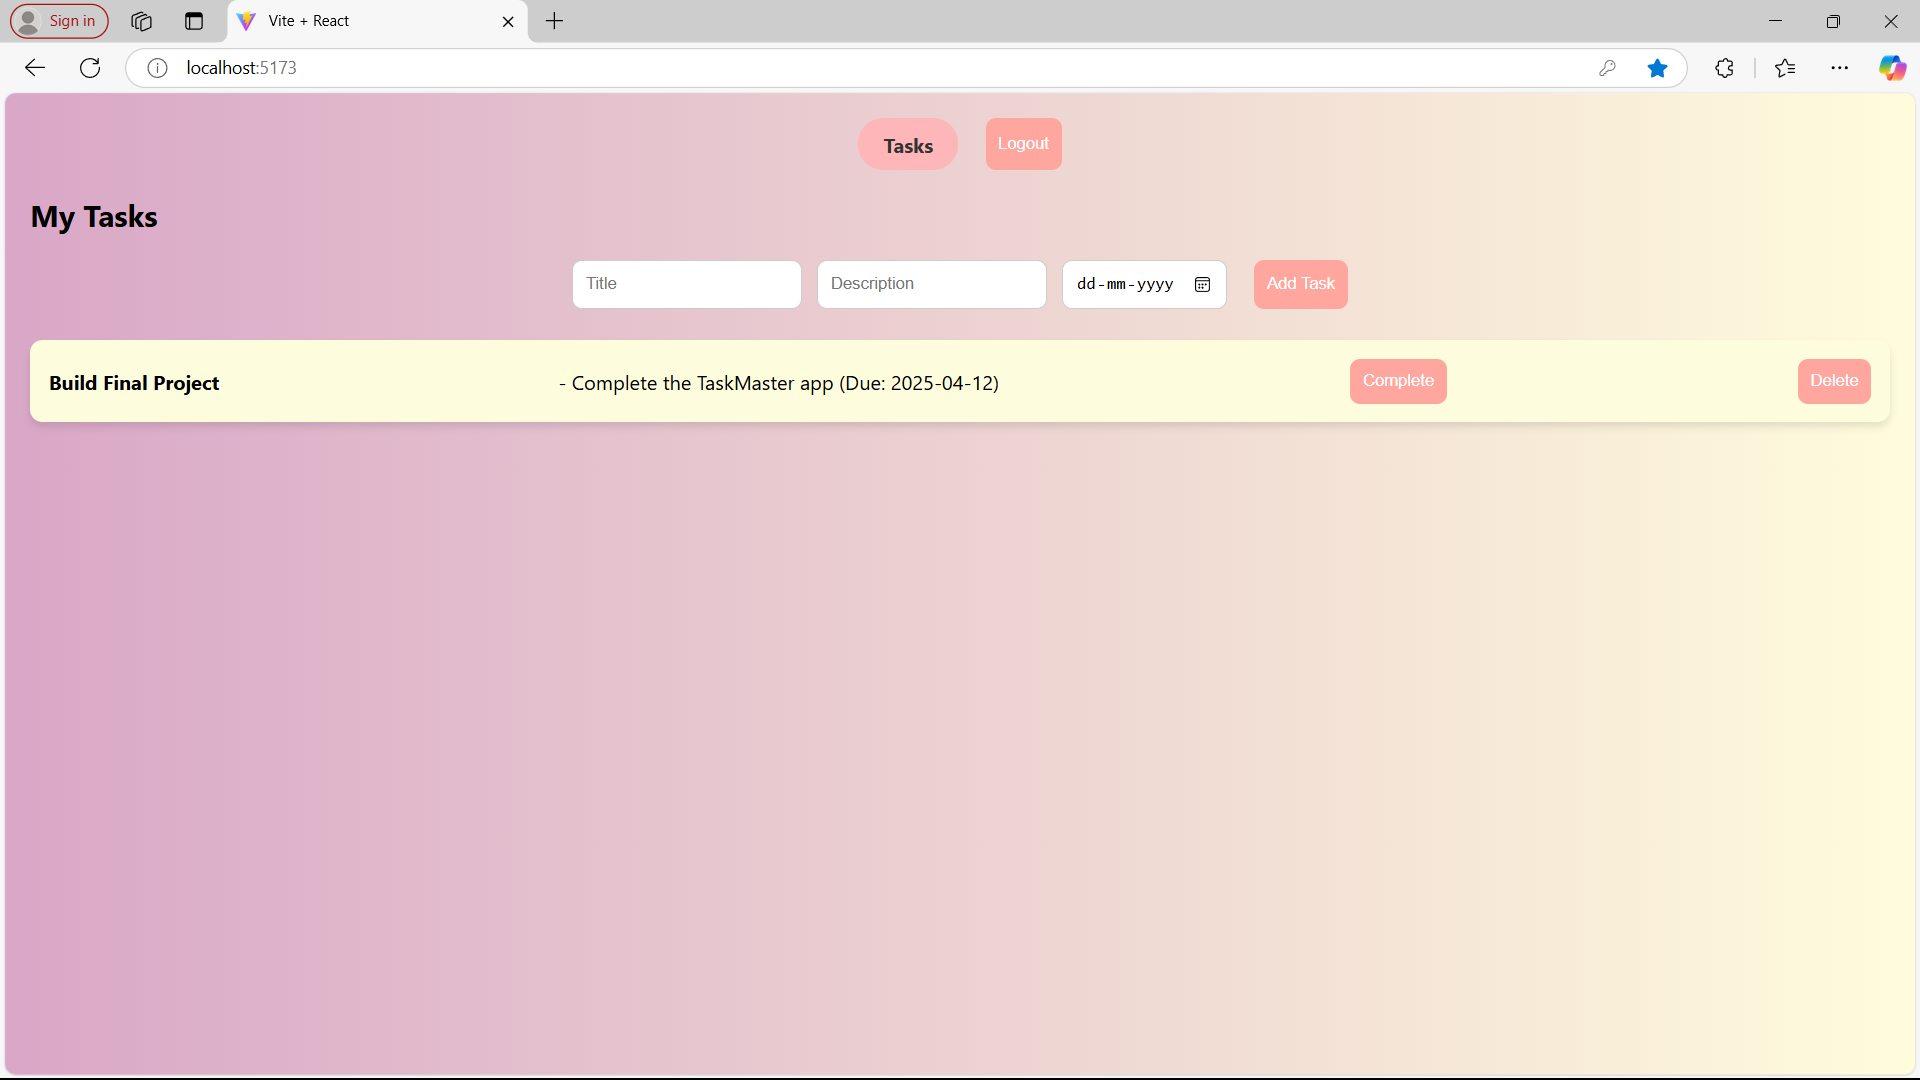 Sign in
Vite + React
localhost:5173
Tasks
Logout
My Tasks
Title
Description
dd-mm-yyyy
Add Task
Build Final Project
- Complete the TaskMaster app (Due: 2025-04-12)
Complete
Delete